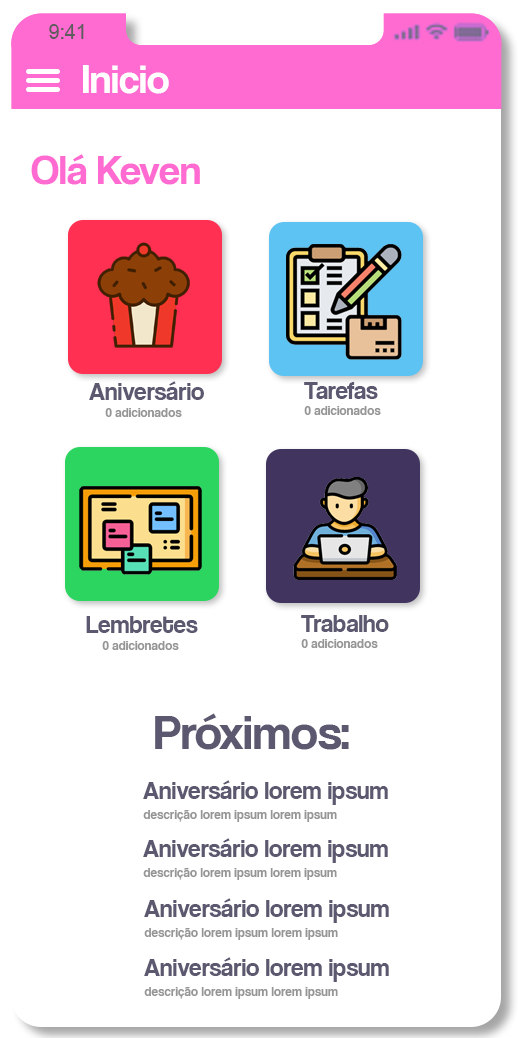 9:41
Inicio
Olá Keven
Aniversário
0 adicionados
Tarefas
0 adicionados
Lembretes
0 adicionados
Trabalho
0 adicionados
Próximos:
Aniversário lorem ipsum
descrição lorem ipsum lorem ipsum
Aniversário lorem ipsum
descrição lorem ipsum lorem ipsum
Aniversário lorem ipsum
descrição lorem ipsum lorem ipsum
Aniversário lorem ipsum
descrição lorem ipsum lorem ipsum